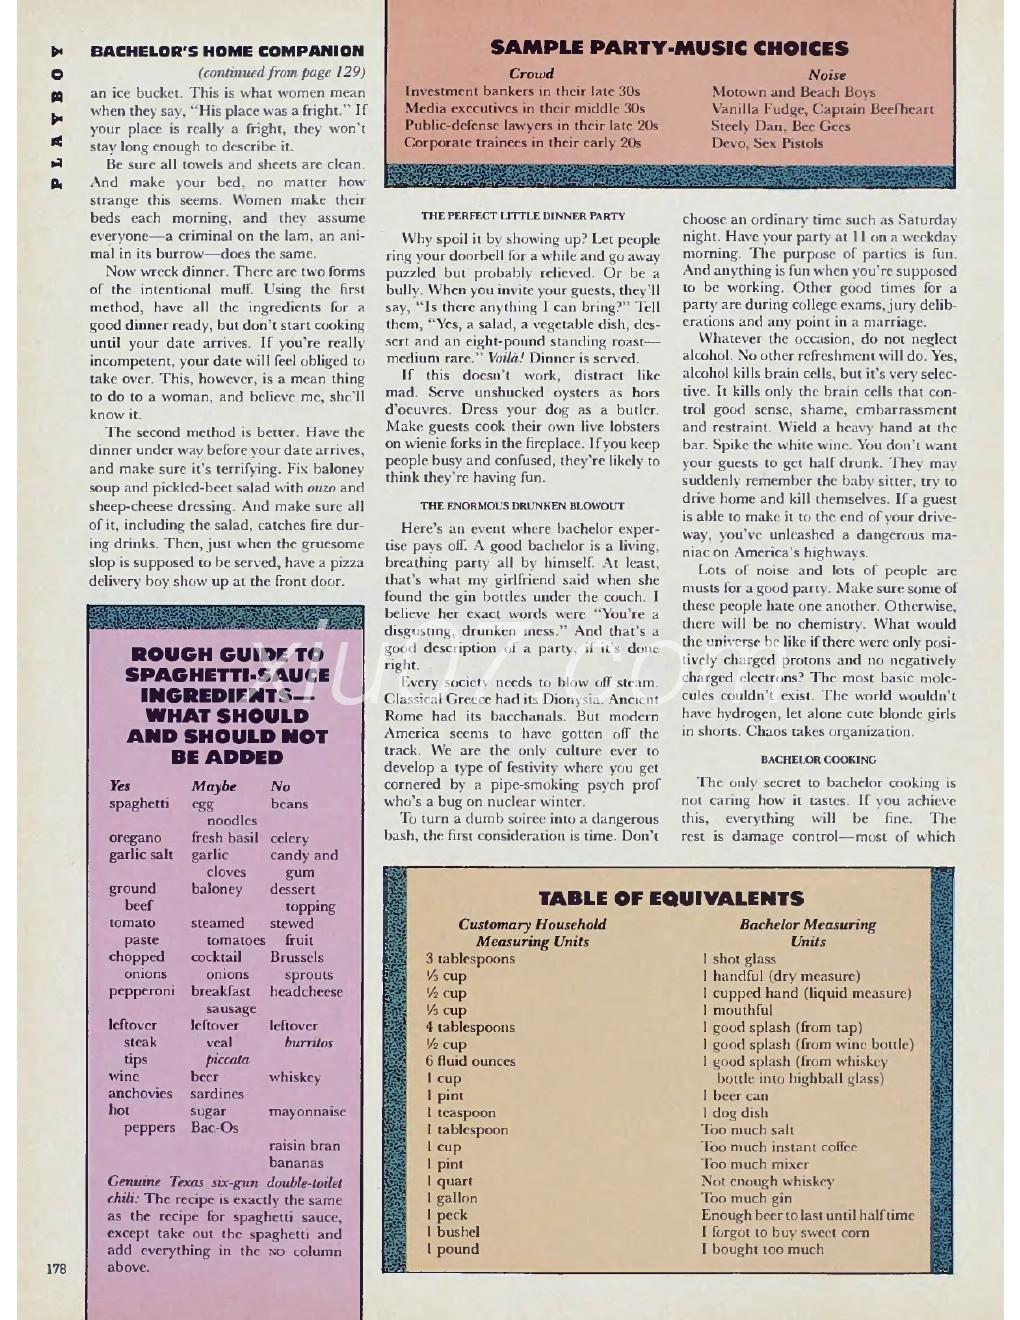 PLAYBOY
BACHELOR'S HOME COMPANION
(continued from page 129)
an ice bucket. This is what women mean
when they say, "His place was a fright." If
your place is really a fright, they won't
stay long enough to describe it.
Be sure all towels and sheets are clean.
And make your bed, no matter how
strange this seems. Women make their
beds each morning, and they assume
everyone—a criminal on the lam, an ani-
mal in its burrow—does the same.
Now wreck dinner. There are two forms
of the intentional muff. Using the first
method, have all the ingredients for a
good dinner ready, but don't start cooking
until your date arrives. If you're really
incompetent, your date will feel obliged to
take over. This, however, is a mean thing
to do to a woman, and believe me, she'll
know it.
The second method is better. Have the
dinner under way before your date arrives,
and make sure it's terrifying. Fix baloney
soup and pickled-beet salad with ouzo and
sheep-cheese dressing. And make sure all
of it, including the salad, catches fire dur-
ing drinks. Then, just when the gruesome
slop is supposed to be served, have a pizza
delivery boy show up at the front door.
ROUGH GUIDE TO
SPAGHETTI-SAUCE
INGREDIENTS—
WHAT SHOULD
AND SHOULD NOT
BE ADDED
Yes Maybe No
spaghetti egg beans
noodles
oregano fresh basil celery
garlic salt garlic candy and
cloves gum
ground baloney dessert
beef topping
tomato steamed stewed
paste tomatoes fruit
chopped cocktail Brussels
onions onions sprouts
pepperoni breakfast headcheese
sausage
leftover leftover leftover
steak veal burritos
tips piccata
wine beer whiskey
anchovies sardines
hot sugar mayonnaise
peppers Bac-Os
raisin bran
bananas
Genuine Texas six-gun double-toilet
chili: The recipe is exactly the same
as the recipe for spaghetti sauce,
except take out the spaghetti and
add everything in the NO column
above.
178
SAMPLE PARTY-MUSIC CHOICES
Crowd Noise
Investment bankers in their late 30s Motown and Beach Boys
Media executives in their middle 30s Vanilla Fudge, Captain Beefheart
Public-defense lawyers in their late 20s Steely Dan, Bee Gees
Corporate trainees in their early 20s Devo, Sex Pistols
THE PERFECT LITTLE DINNER PARTY
Why spoil it by showing up? Let people
ring your doorbell for a while and go away
puzzled but probably relieved. Or be a
bully. When you invite your guests, they'll
say, "Is there anything I can bring?" Tell
them, "Yes, a salad, a vegetable dish, des-
sert and an eight-pound standing roast—
medium rare." Voilà! Dinner is served.
If this doesn't work, distract like
mad. Serve unshucked oysters as hors
d'oeuvres. Dress your dog as a butler.
Make guests cook their own live lobsters
on wienie forks in the fireplace. If you keep
people busy and confused, they're likely to
think they're having fun.
THE ENORMOUS DRUNKEN BLOWOUT
Here's an event where bachelor exper-
tise pays off. A good bachelor is a living,
breathing party all by himself. At least,
that's what my girlfriend said when she
found the gin bottles under the couch. I
believe her exact words were "You're a
disgusting, drunken mess." And that's a
good description of a party, if it's done
right.
Every society needs to blow off steam.
Classical Greece had its Dionysia. Ancient
Rome had its bacchanals. But modern
America seems to have gotten off the
track. We are the only culture ever to
develop a type of festivity where you get
cornered by a pipe-smoking psych prof
who's a bug on nuclear winter.
To turn a dumb soiree into a dangerous
bash, the first consideration is time. Don't
choose an ordinary time such as Saturday
night. Have your party at 11 on a weekday
morning. The purpose of parties is fun.
And anything is fun when you're supposed
to be working. Other good times for a
party are during college exams, jury delib-
erations and any point in a marriage.
Whatever the occasion, do not neglect
alcohol. No other refreshment will do. Yes,
alcohol kills brain cells, but it's very selec-
tive. It kills only the brain cells that con-
trol good sense, shame, embarrassment
and restraint. Wield a heavy hand at the
bar. Spike the white wine. You don't want
your guests to get half drunk. They may
suddenly remember the baby sitter, try to
drive home and kill themselves. If a guest
is able to make it to the end of your drive-
way, you've unleashed a dangerous ma-
niac on America's highways.
Lots of noise and lots of people are
musts for a good party. Make sure some of
these people hate one another. Otherwise,
there will be no chemistry. What would
the universe be like if there were only posi-
tively charged protons and no negatively
charged electrons? The most basic mole-
cules couldn't exist. The world wouldn't
have hydrogen, let alone cute blonde girls
in shorts. Chaos takes organization.
BACHELOR COOKING
The only secret to bachelor cooking is
not caring how it tastes. If you achieve
this, everything will be fine. The
rest is damage control—most of which
TABLE OF EQUIVALENTS
Customary Household Bachelor Measuring
Measuring Units Units
3 tablespoons 1 shot glass
⅓ cup 1 handful (dry measure)
½ cup 1 cupped hand (liquid measure)
⅓ cup 1 mouthful
4 tablespoons 1 good splash (from tap)
½ cup 1 good splash (from wine bottle)
6 fluid ounces 1 good splash (from whiskey
1 cup bottle into highball glass)
1 pint 1 beer can
1 teaspoon 1 dog dish
1 tablespoon Too much salt
1 cup Too much instant coffee
1 pint Too much mixer
1 quart Not enough whiskey
1 gallon Too much gin
1 peck Enough beer to last until halftime
1 bushel I forgot to buy sweet corn
1 pound I bought too much